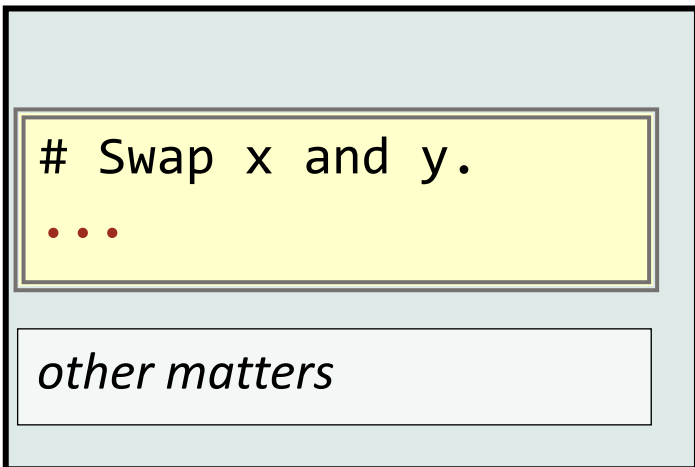 # Swap x and y.
•••
other matters